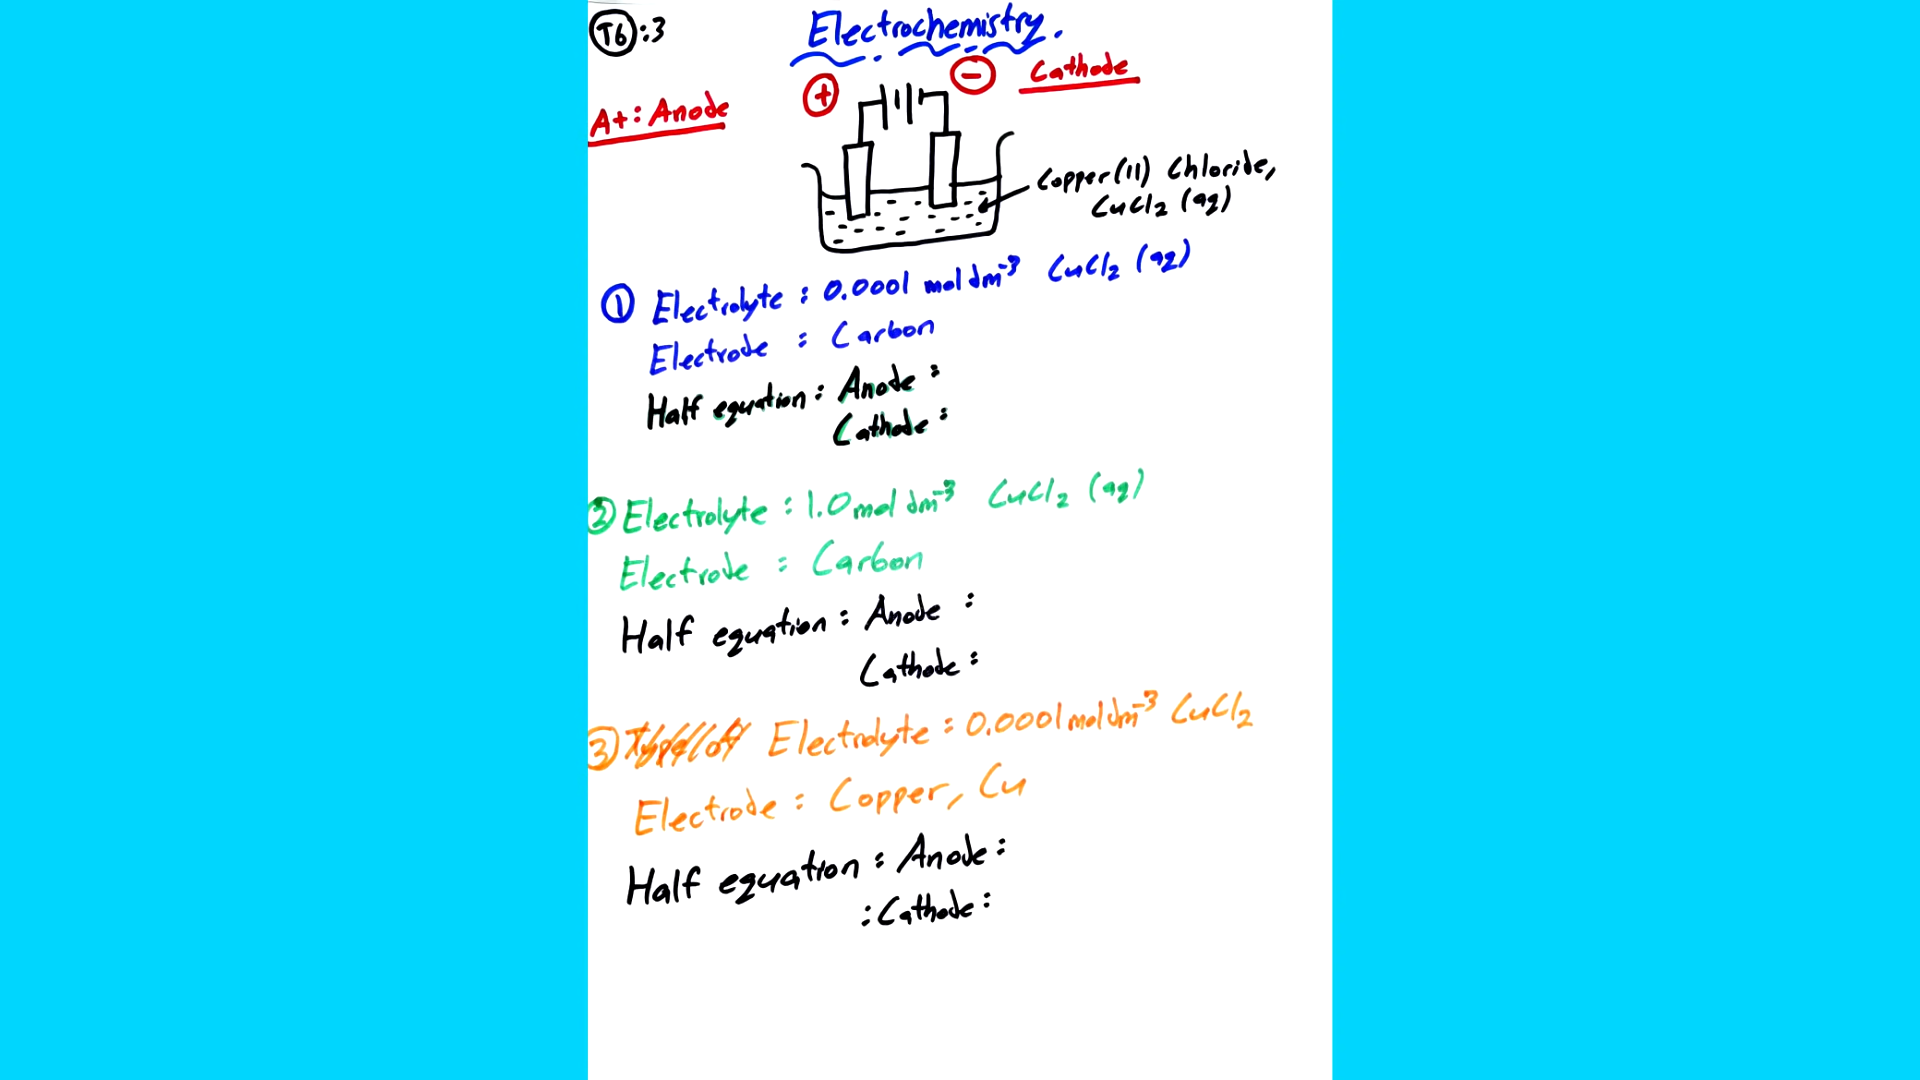 T6:3
Electrochemistry.
+
-
Cathode
A+: Anode
Copper(II) Chloride,
CuCl2 (aq)
① Electrolyte : 0.0001 mol dm⁻³ CuCl2 (aq)
Electrode : Carbon
Half equation : Anode :
Cathode :
② Electrolyte : 1.0 mol dm⁻³ CuCl2 (aq)
Electrode : Carbon
Half equation : Anode :
Cathode :
③ Electrolyte : 0.0001 mol dm⁻³ CuCl2
Electrode : Copper, Cu
Half equation : Anode :
: Cathode :